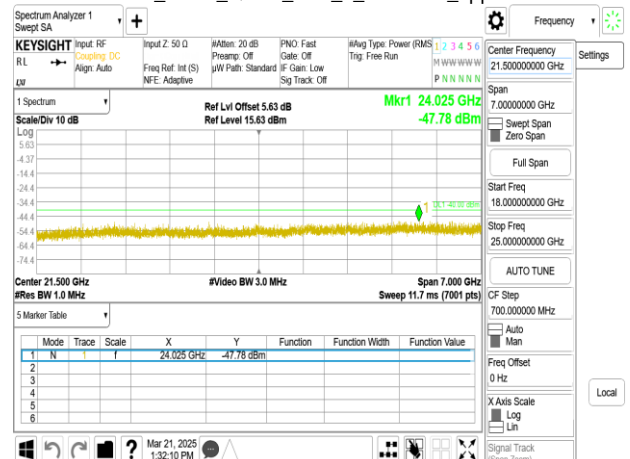 Spectrum Analyzer 1
Swept SA
Frequency
KEYSIGHT
RL
Input: RF
Coupling: DC
Align: Auto
Input Z: 50 Ω
Freq Ref: Int (S)
NFE: Adaptive
#Atten: 20 dB
Preamp: Off
µW Path: Standard
PNO: Fast
Gate: Off
IF Gain: Low
Sig Track: Off
#Avg Type: Power (RMS
Trig: Free Run
1 2 3 4 5 6
M W W W W W
P N N N N N
1 Spectrum
Scale/Div 10 dB
Ref Lvl Offset 5.63 dB
Ref Level 15.63 dBm
Mkr1 24.025 GHz
-47.78 dBm
Log
5.63
-4.37
-14.4
-24.4
-34.4
-44.4
-54.4
-64.4
-74.4
1
DL1 -40.00 dBm
Center 21.500 GHz
#Res BW 1.0 MHz
#Video BW 3.0 MHz
Span 7.000 GHz
Sweep 11.7 ms (7001 pts)
5 Marker Table
Mode Trace Scale X Y Function Function Width Function Value
1 N 1 f 24.025 GHz -47.78 dBm
2
3
4
5
6
Mar 21, 2025
1:32:10 PM
Center Frequency
21.500000000 GHz
Settings
Span
7.00000000 GHz
Swept Span
Zero Span
Full Span
Start Freq
18.000000000 GHz
Stop Freq
25.000000000 GHz
AUTO TUNE
CF Step
700.000000 MHz
Auto
Man
Freq Offset
0 Hz
X Axis Scale
Log
Lin
Local
Signal Track